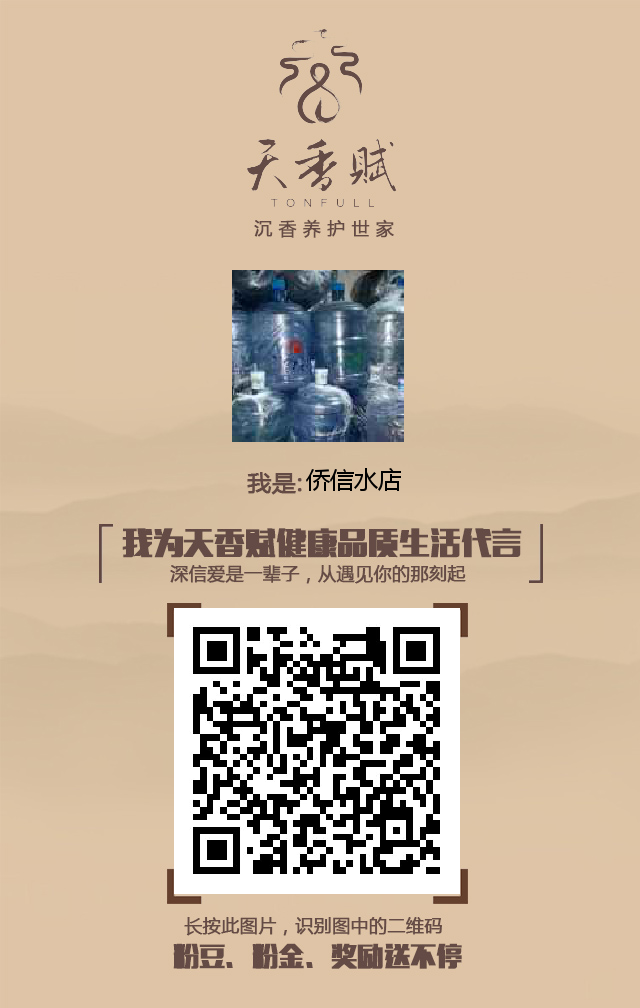 天香赋
TONFULL
沉香养护世家
我是:侨信水店
我为天香赋健康品质生活代言
深信爱是一辈子，从遇见你的那刻起
长按此图片，识别图中的二维码
粉豆、粉金、奖励送不停